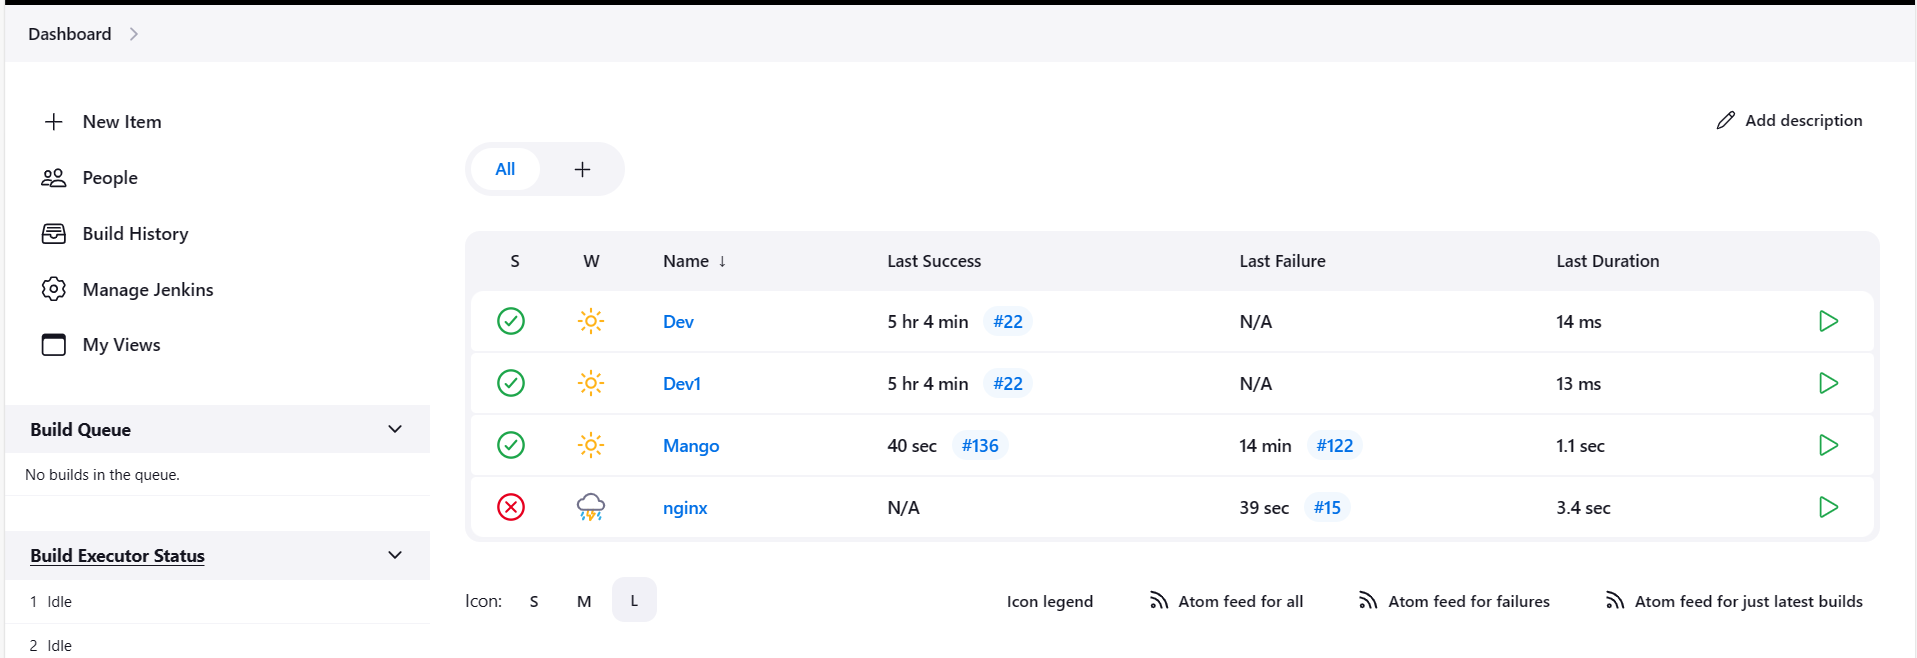 Dashboard
New Item
People
Build History
Manage Jenkins
My Views
Build Queue
No builds in the queue.
Build Executor Status
1 Idle
2 Idle
Add description
All +
S W Name ↓ Last Success Last Failure Last Duration
Dev 5 hr 4 min #22 N/A 14 ms
Dev1 5 hr 4 min #22 N/A 13 ms
Mango 40 sec #136 14 min #122 1.1 sec
nginx N/A 39 sec #15 3.4 sec
Icon: S M L Icon legend Atom feed for all Atom feed for failures Atom feed for just latest builds